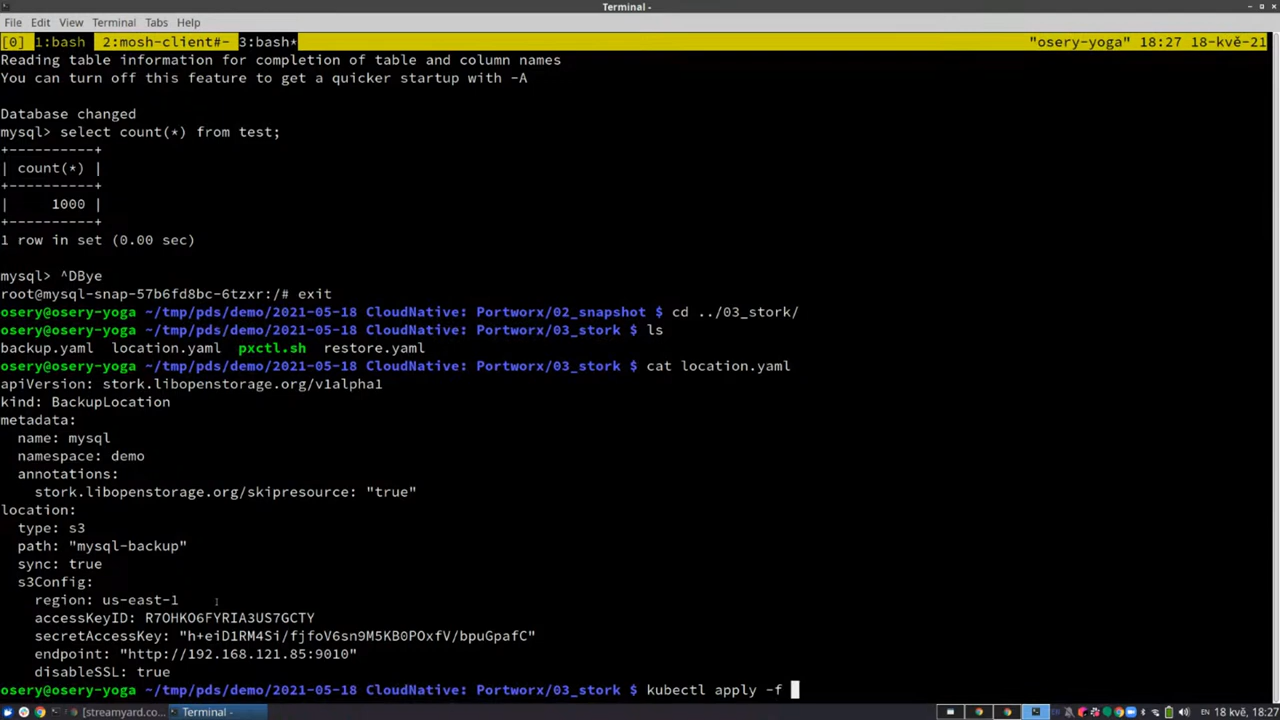 Terminal -
File Edit View Terminal Tabs Help
[0] 1:bash 2:mosh-client#- 3:bash* "osery-yoga" 18:27 18-kvě-21
Reading table information for completion of table and column names
You can turn off this feature to get a quicker startup with -A
Database changed
mysql> select count(*) from test;
+----------+
| count(*) |
+----------+
|     1000 |
+----------+
1 row in set (0.00 sec)
mysql> ^DBye
root@mysql-snap-57b6fd8bc-6tzxr:/# exit
osery@osery-yoga ~/tmp/pds/demo/2021-05-18 CloudNative: Portworx/02_snapshot $ cd ../03_stork/
osery@osery-yoga ~/tmp/pds/demo/2021-05-18 CloudNative: Portworx/03_stork $ ls
backup.yaml location.yaml pxctl.sh restore.yaml
osery@osery-yoga ~/tmp/pds/demo/2021-05-18 CloudNative: Portworx/03_stork $ cat location.yaml
apiVersion: stork.libopenstorage.org/v1alpha1
kind: BackupLocation
metadata:
  name: mysql
  namespace: demo
  annotations:
    stork.libopenstorage.org/skipresource: "true"
location:
  type: s3
  path: "mysql-backup"
  sync: true
  s3Config:
    region: us-east-1
    accessKeyID: R7OHKO6FYRIA3US7GCTY
    secretAccessKey: "h+eiD1RM4Si/fjfoV6sn9M5KB0POxfV/bpuGpafC"
    endpoint: "http://192.168.121.85:9010"
    disableSSL: true
osery@osery-yoga ~/tmp/pds/demo/2021-05-18 CloudNative: Portworx/03_stork $ kubectl apply -f
[streamyard.co... Terminal - EN 18 kvě, 18:27